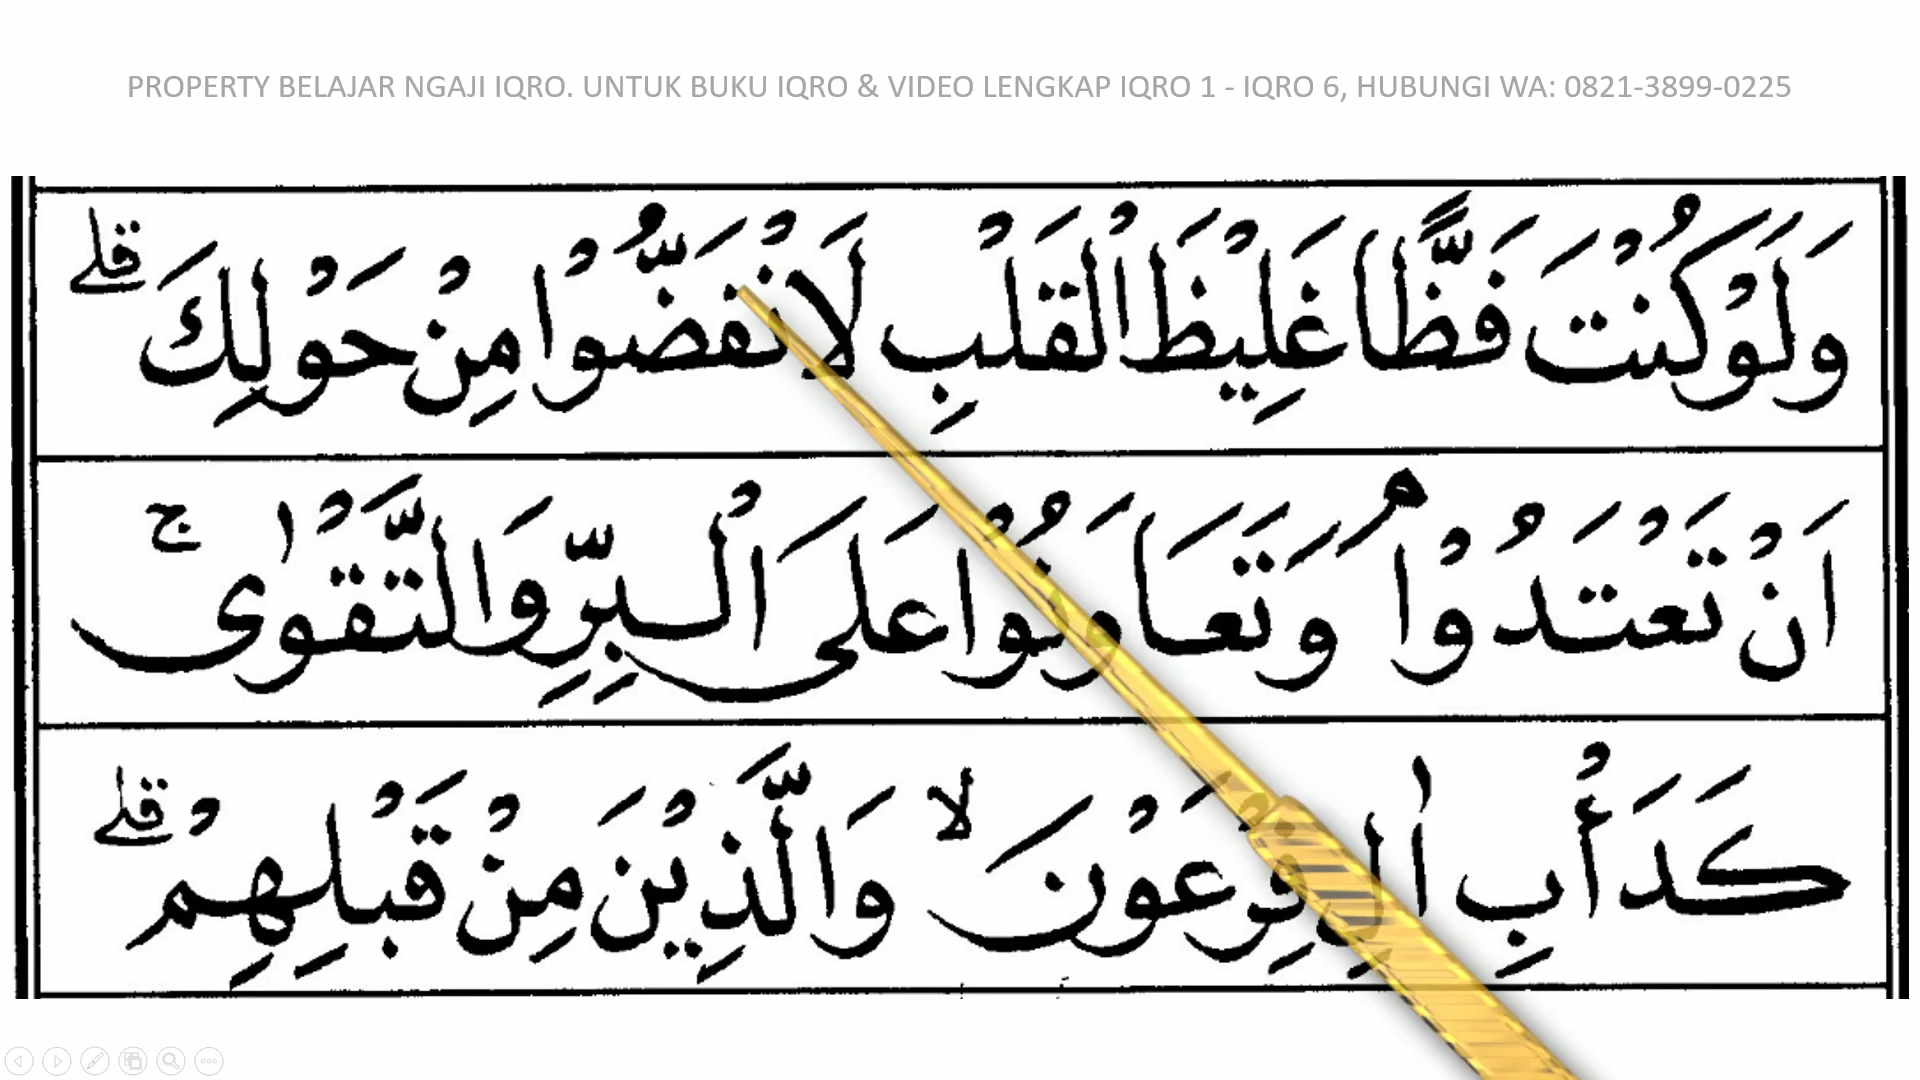 PROPERTY BELAJAR NGAJI IQRO. UNTUK BUKU IQRO & VIDEO LENGKAP IQRO 1 - IQRO 6, HUBUNGI WA: 0821-3899-0225
وَلَوْكُنْتَ فَظًّا غَلِيْظَ الْقَلْبِ لَانْفَضُّوْا مِنْ حَوْلِكَ ۖ
اَنْ تَعْتَدُوْا ۘ وَتَعَاوَنُوْا عَلَى الْبِرِّ وَالتَّقْوٰى ۚ
كَدَأْبِ اٰلِ فِرْعَوْنَ ۙ وَالَّذِيْنَ مِنْ قَبْلِهِمْ ۗ